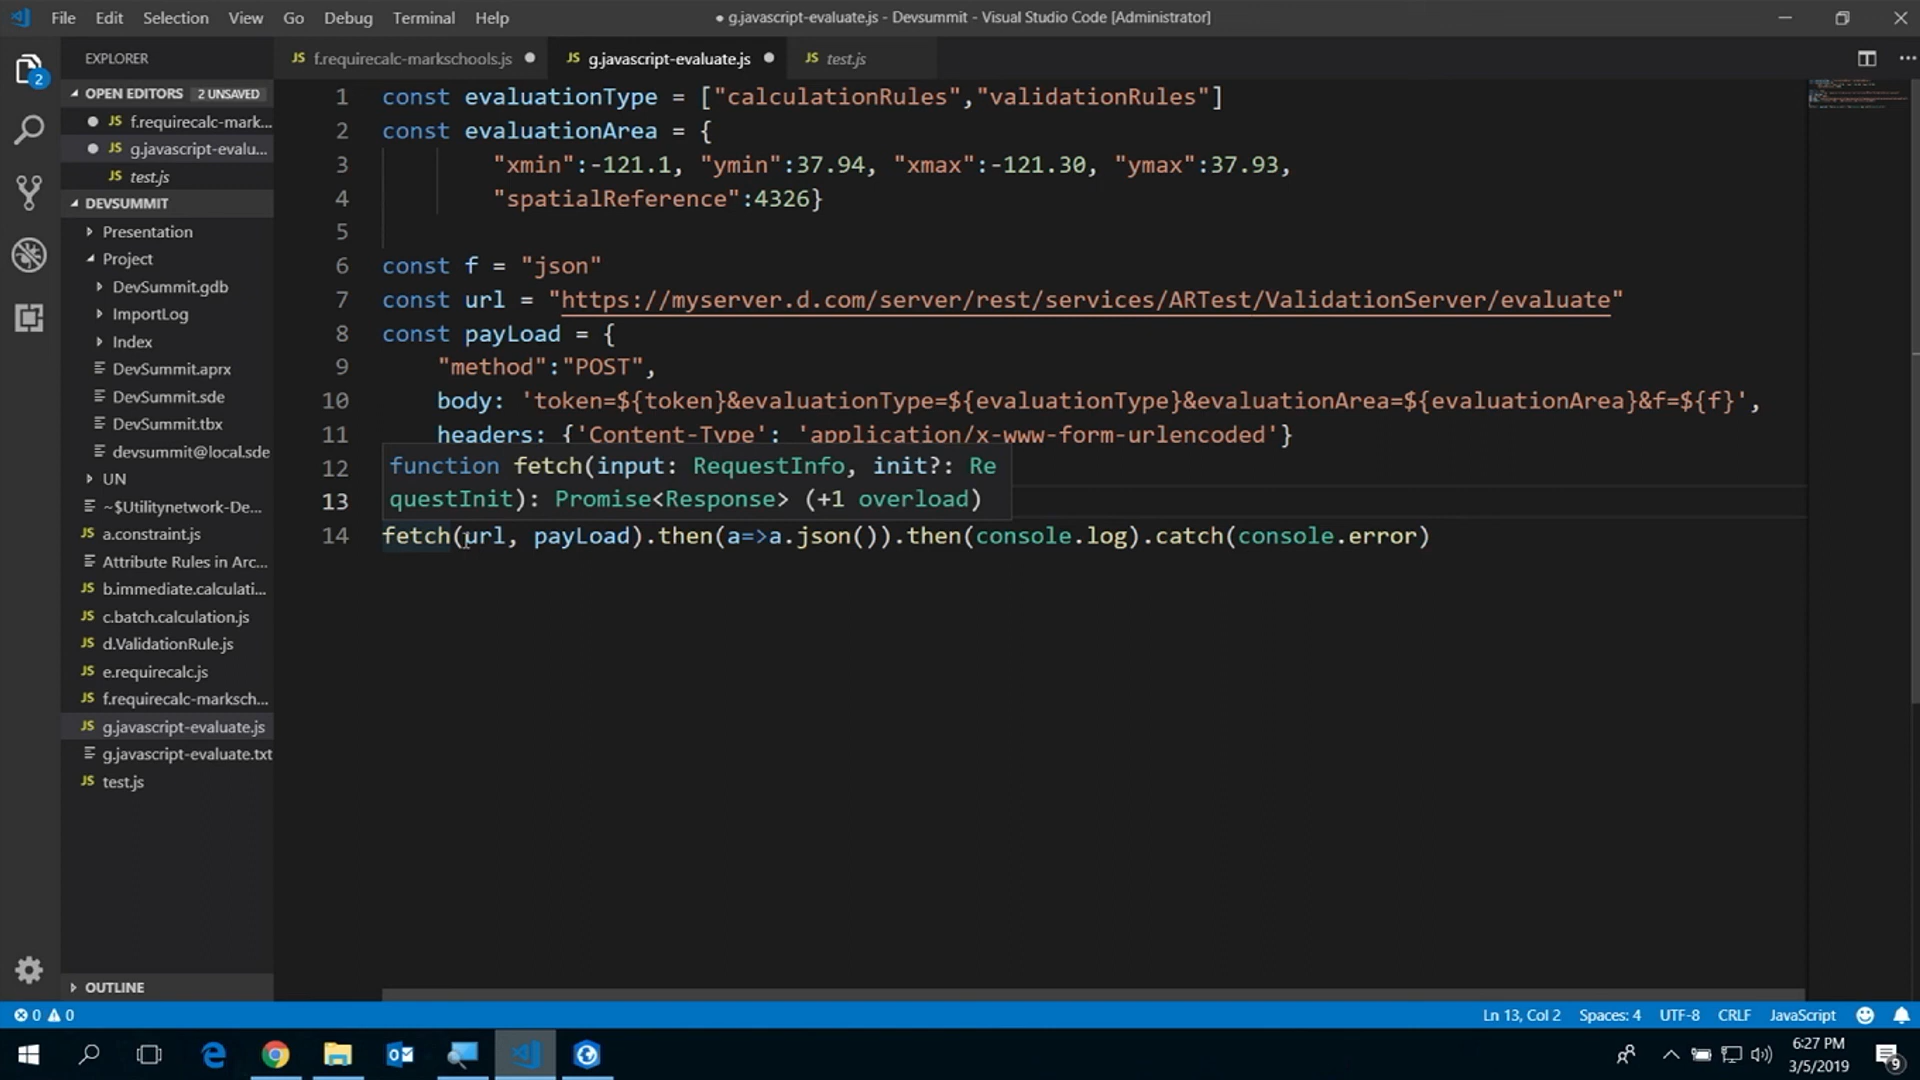 File Edit Selection View Go Debug Terminal Help
● g.javascript-evaluate.js - Devsummit - Visual Studio Code [Administrator]
EXPLORER
JS f.requirecalc-markschools.js
JS g.javascript-evaluate.js
JS test.js
2
OPEN EDITORS 2 UNSAVED
JS f.requirecalc-mark...
JS g.javascript-evalu...
JS test.js
DEVSUMMIT
Presentation
Project
DevSummit.gdb
ImportLog
Index
DevSummit.aprx
DevSummit.sde
DevSummit.tbx
devsummit@local.sde
UN
~$Utilitynetwork-De...
JS a.constraint.js
Attribute Rules in Arc...
JS b.immediate.calculati...
JS c.batch.calculation.js
JS d.ValidationRule.js
JS e.requirecalc.js
JS f.requirecalc-marksch...
JS g.javascript-evaluate.js
g.javascript-evaluate.txt
JS test.js
OUTLINE
1 const evaluationType = ["calculationRules","validationRules"]
2 const evaluationArea = {
3 "xmin":-121.1, "ymin":37.94, "xmax":-121.30, "ymax":37.93,
4 "spatialReference":4326}
5
6 const f = "json"
7 const url = "https://myserver.d.com/server/rest/services/ARTest/ValidationServer/evaluate"
8 const payLoad = {
9 "method":"POST",
10 body: 'token=${token}&evaluationType=${evaluationType}&evaluationArea=${evaluationArea}&f=${f}',
11 headers: {'Content-Type': 'application/x-www-form-urlencoded'}
12 function fetch(input: RequestInfo, init?: Re
13 questInit): Promise<Response> (+1 overload)
14 fetch(url, payLoad).then(a=>a.json()).then(console.log).catch(console.error)
0 0
Ln 13, Col 2 Spaces: 4 UTF-8 CRLF JavaScript
6:27 PM
3/5/2019
9